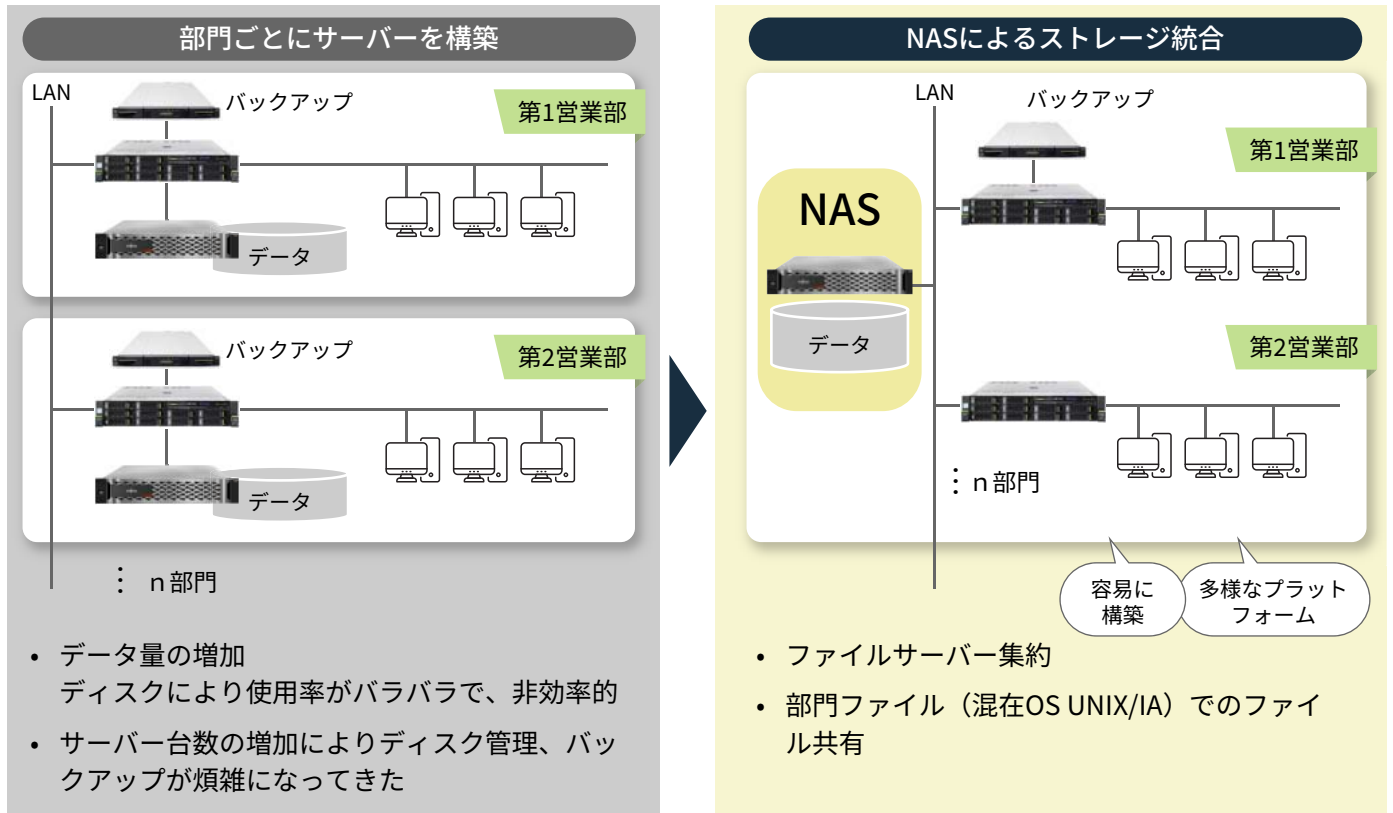 部門ごとにサーバーを構築
LAN
バックアップ
第1営業部
データ
バックアップ
第2営業部
データ
⋮ n部門
• データ量の増加
ディスクにより使用率がバラバラで、非効率的
• サーバー台数の増加によりディスク管理、バッ
クアップが煩雑になってきた
NASによるストレージ統合
LAN
バックアップ
第1営業部
NAS
データ
第2営業部
⋮ n部門
容易に
構築
多様なプラット
フォーム
• ファイルサーバー集約
• 部門ファイル（混在OS UNIX/IA）でのファイ
ル共有